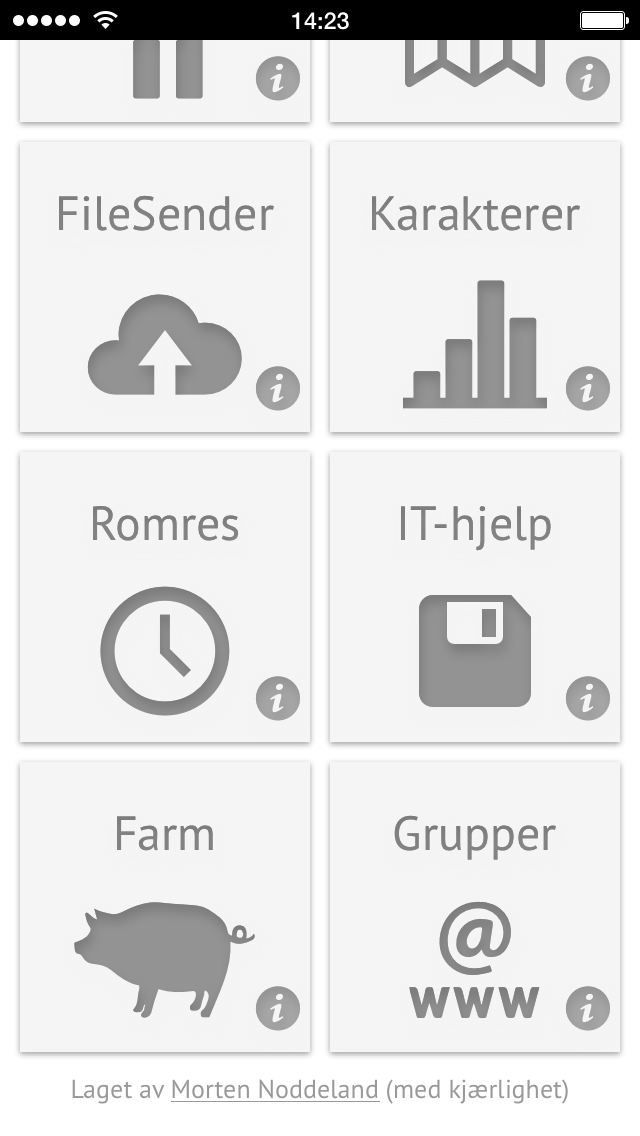 14:23
i i
FileSender Karakterer
i i
Romres IT-hjelp
i i
Farm Grupper
@
www
i i
Laget av Morten Noddeland (med kjærlighet)